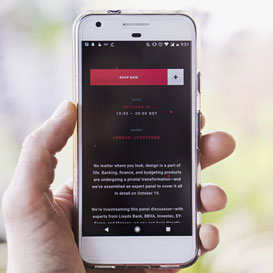 9:31
BOOK NOW +
OCTOBER 19
19:00 – 20:00 BST
LONDON LIVESTREAM
No matter where you look, design is a part of
life. Banking, finance, and budgeting products
are undergoing a pivotal transformation—and
we've assembled an expert panel to cover it all
in detail on October 19.
We're livestreaming this panel discussion—with
experts from Lloyds Bank, BBVA, Investec, EY-